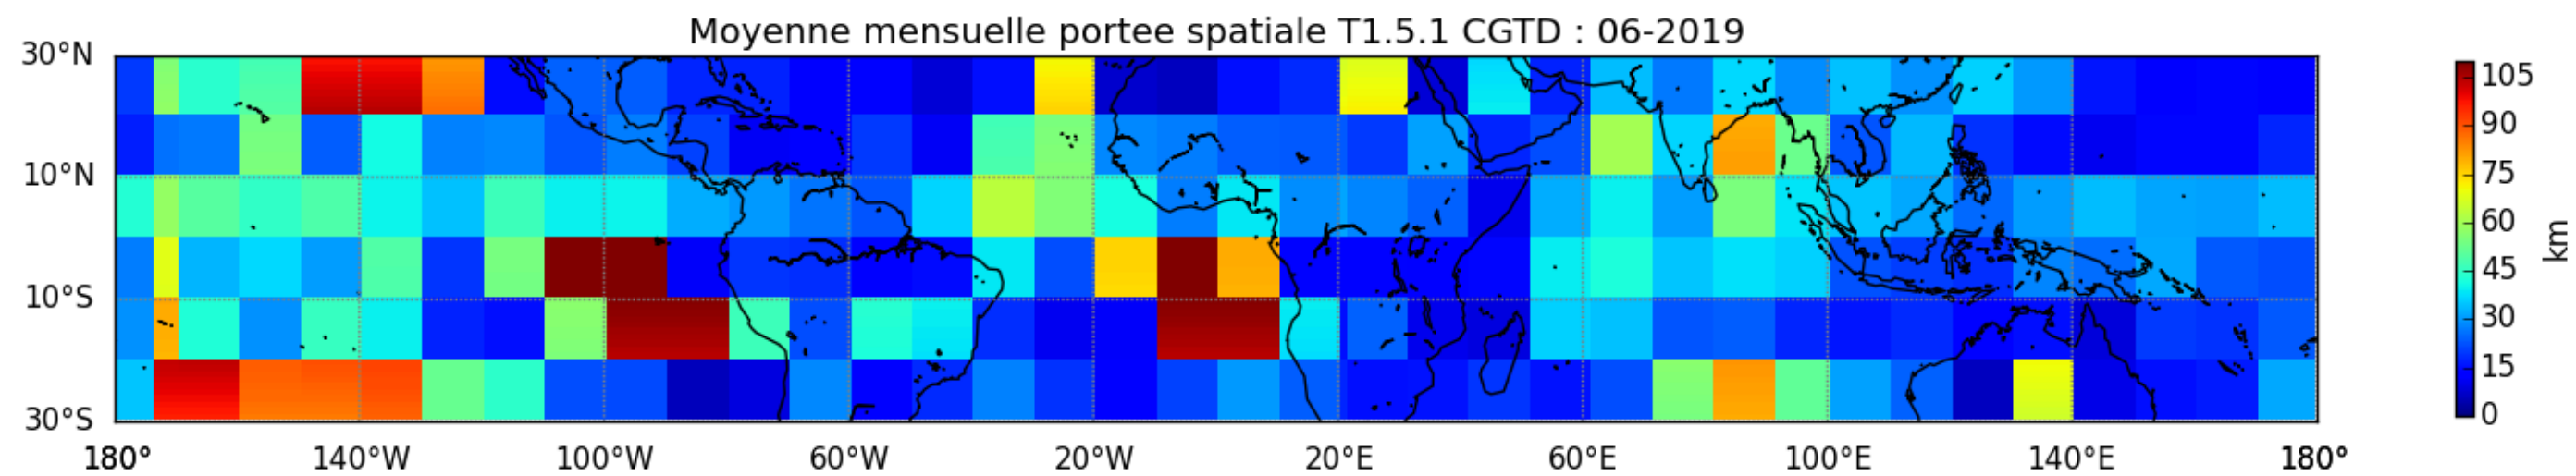 Moyenne mensuelle portee spatiale T1.5.1 CGTD : 06-2019
30°N
10°N
10°S
30°S
180° 140°W 100°W 60°W 20°W 20°E 60°E 100°E 140°E 180°
105
90
75
60
45
30
15
0
km